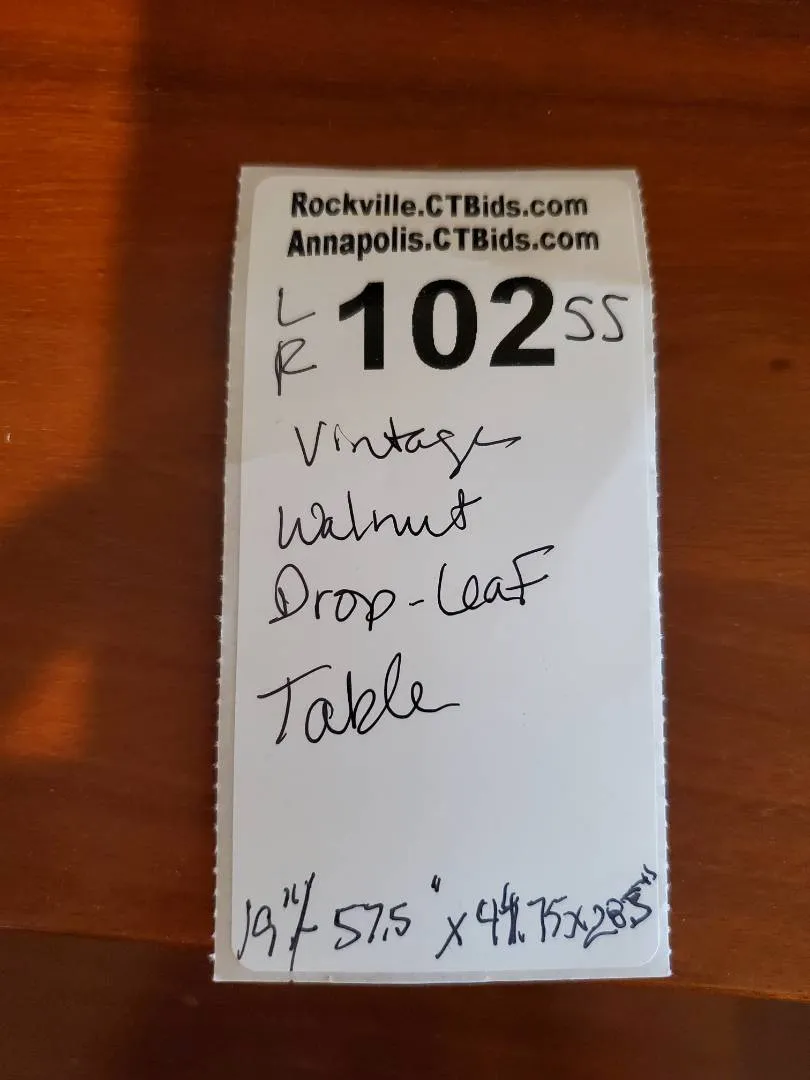 Rockville.CTBids.com
Annapolis.CTBids.com
LR 102 SS
Vintage
Walnut
Drop-Leaf
Table
19"/- 57.5" x 44.75 x 28.5